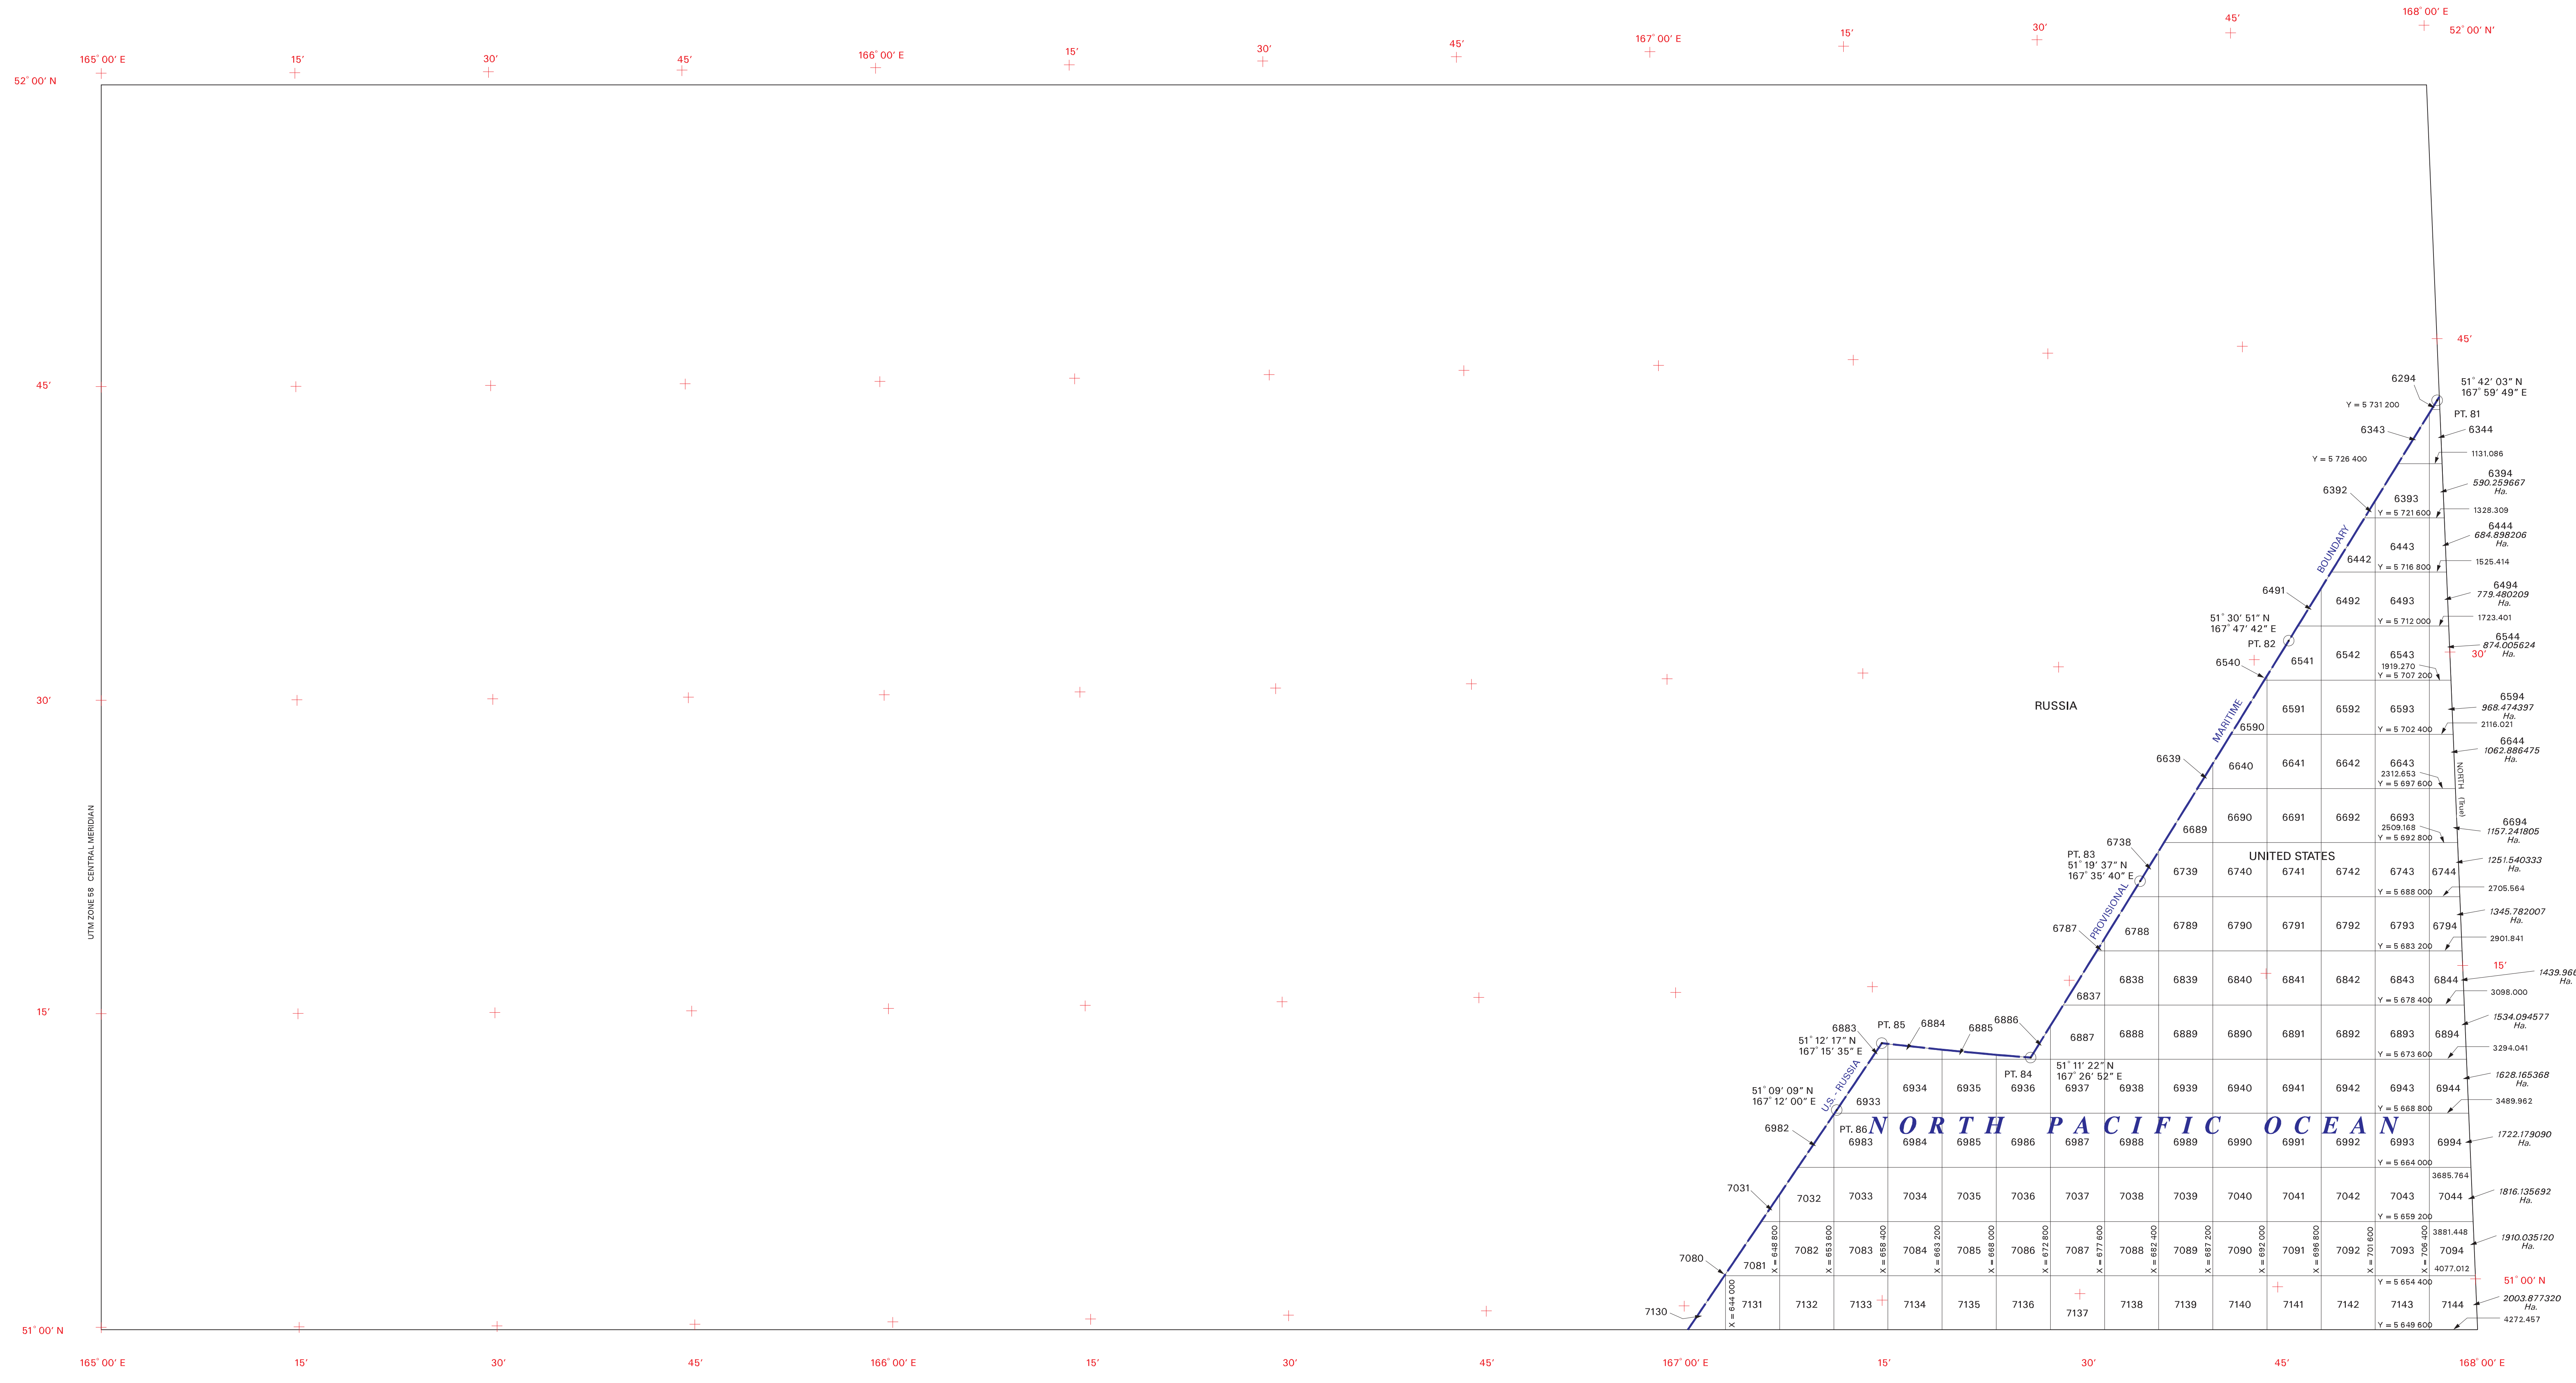 168° 00' E
165° 00' E 15' 30' 45' 166° 00' E 15' 30' 45' 167° 00' E 15' 30' 45'
52° 00' N'
52° 00' N
45'
6294
51° 42' 03" N
167° 59' 49" E
45'
Y = 5 731 200
PT. 81
6343
6344
Y = 5 726 400
1131.086
6394
590.259667
Ha.
6392
6393
1328.309
Y = 5 721 600
6444
684.898206
Ha.
BOUNDARY
6442 6443
1525.414
Y = 5 716 800
6494
779.480209
Ha.
6491
6492 6493
51° 30' 51" N
167° 47' 42" E
1723.401
Y = 5 712 000
PT. 82
6544
874.005624
Ha.
30'
6540
6541 6542 6543
1919.270
Y = 5 707 200
30'
6594
968.474397
Ha.
RUSSIA
MARITIME
6591 6592 6593
6590
2116.021
Y = 5 702 400
6644
1062.886475
Ha.
6639
6640 6641 6642 6643
2312.653
Y = 5 697 600
NORTH (True)
UTM ZONE 58 CENTRAL MERIDIAN
6694
1157.241805
Ha.
6689 6690 6691 6692 6693
2509.168
Y = 5 692 800
6738
PT. 83
51° 19' 37" N
167° 35' 40" E
UNITED STATES
1251.540333
Ha.
6739 6740 6741 6742 6743 6744
Y = 5 688 000
2705.564
PROVISIONAL
1345.782007
Ha.
6787
6788 6789 6790 6791 6792 6793 6794
Y = 5 683 200
2901.841
15'
1439.966
Ha.
6837 6838 6839 6840 6841 6842 6843 6844
Y = 5 678 400
3098.000
15'
1534.094577
Ha.
6883
PT. 85
6884
6885
6886
6887 6888 6889 6890 6891 6892 6893 6894
51° 12' 17" N
167° 15' 35" E
Y = 5 673 600
3294.041
PT. 84
51° 11' 22" N
167° 26' 52" E
1628.165368
Ha.
U.S. - RUSSIA
51° 09' 09" N
167° 12' 00" E
6933 6934 6935 6936 6937 6938 6939 6940 6941 6942 6943 6944
Y = 5 668 800
3489.962
NORTH PACIFIC OCEAN
6982
PT. 86
6983 6984 6985 6986 6987 6988 6989 6990 6991 6992 6993 6994
1722.179090
Ha.
Y = 5 664 000
3685.764
7031
7032 7033 7034 7035 7036 7037 7038 7039 7040 7041 7042 7043 7044
1816.135692
Ha.
Y = 5 659 200
3881.448
7080
7081 7082 7083 7084 7085 7086 7087 7088 7089 7090 7091 7092 7093 7094
1910.035120
Ha.
X = 648 800
X = 653 600
X = 658 400
X = 663 200
X = 668 000
X = 672 800
X = 677 600
X = 682 400
X = 687 200
X = 692 000
X = 696 800
X = 701 600
X = 706 400
4077.012
Y = 5 654 400
51° 00' N
X = 644 000
7130
7131 7132 7133 7134 7135 7136 7137 7138 7139 7140 7141 7142 7143 7144
2003.877320
Ha.
Y = 5 649 600
4272.457
51° 00' N
165° 00' E 15' 30' 45' 166° 00' E 15' 30' 45' 167° 00' E 15' 30' 45' 168° 00' E